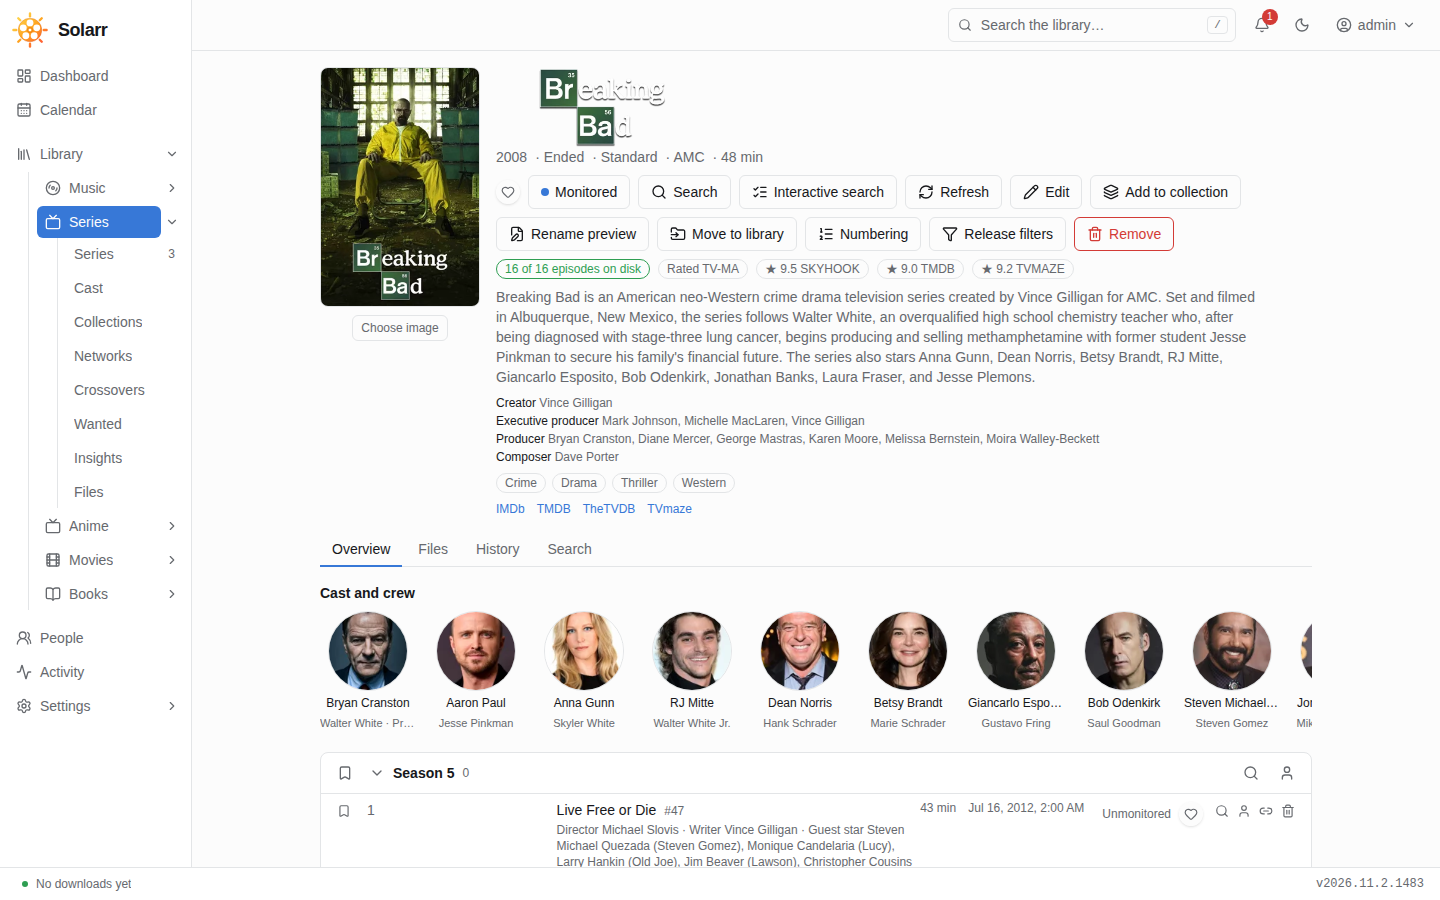 Solarr
Search the library…
/
1
admin
Dashboard
Calendar
Library
Music
Series
Series 3
Cast
Collections
Networks
Crossovers
Wanted
Insights
Files
Anime
Movies
Books
People
Activity
Settings
35
Breaking
56
Bad
Choose image
35
Breaking
56
Bad
2008 · Ended · Standard · AMC · 48 min
Monitored
Search
Interactive search
Refresh
Edit
Add to collection
Rename preview
Move to library
Numbering
Release filters
Remove
16 of 16 episodes on disk
Rated TV-MA
★ 9.5 SKYHOOK
★ 9.0 TMDB
★ 9.2 TVMAZE
Breaking Bad is an American neo-Western crime drama television series created by Vince Gilligan for AMC. Set and filmed
in Albuquerque, New Mexico, the series follows Walter White, an overqualified high school chemistry teacher who, after
being diagnosed with stage-three lung cancer, begins producing and selling methamphetamine with former student Jesse
Pinkman to secure his family's financial future. The series also stars Anna Gunn, Dean Norris, Betsy Brandt, RJ Mitte,
Giancarlo Esposito, Bob Odenkirk, Jonathan Banks, Laura Fraser, and Jesse Plemons.
Creator Vince Gilligan
Executive producer Mark Johnson, Michelle MacLaren, Vince Gilligan
Producer Bryan Cranston, Diane Mercer, George Mastras, Karen Moore, Melissa Bernstein, Moira Walley-Beckett
Composer Dave Porter
Crime
Drama
Thriller
Western
IMDb TMDB TheTVDB TVmaze
Overview
Files
History
Search
Cast and crew
Bryan Cranston
Walter White · Pr…
Aaron Paul
Jesse Pinkman
Anna Gunn
Skyler White
RJ Mitte
Walter White Jr.
Dean Norris
Hank Schrader
Betsy Brandt
Marie Schrader
Giancarlo Espo…
Gustavo Fring
Bob Odenkirk
Saul Goodman
Steven Michael…
Steven Gomez
Jor
Mik
Season 5 0
1
Live Free or Die #47
43 min Jul 16, 2012, 2:00 AM
Unmonitored
Director Michael Slovis · Writer Vince Gilligan · Guest star Steven
Michael Quezada (Steven Gomez), Monique Candelaria (Lucy),
Larry Hankin (Old Joe), Jim Beaver (Lawson), Christopher Cousins
No downloads yet
v2026.11.2.1483